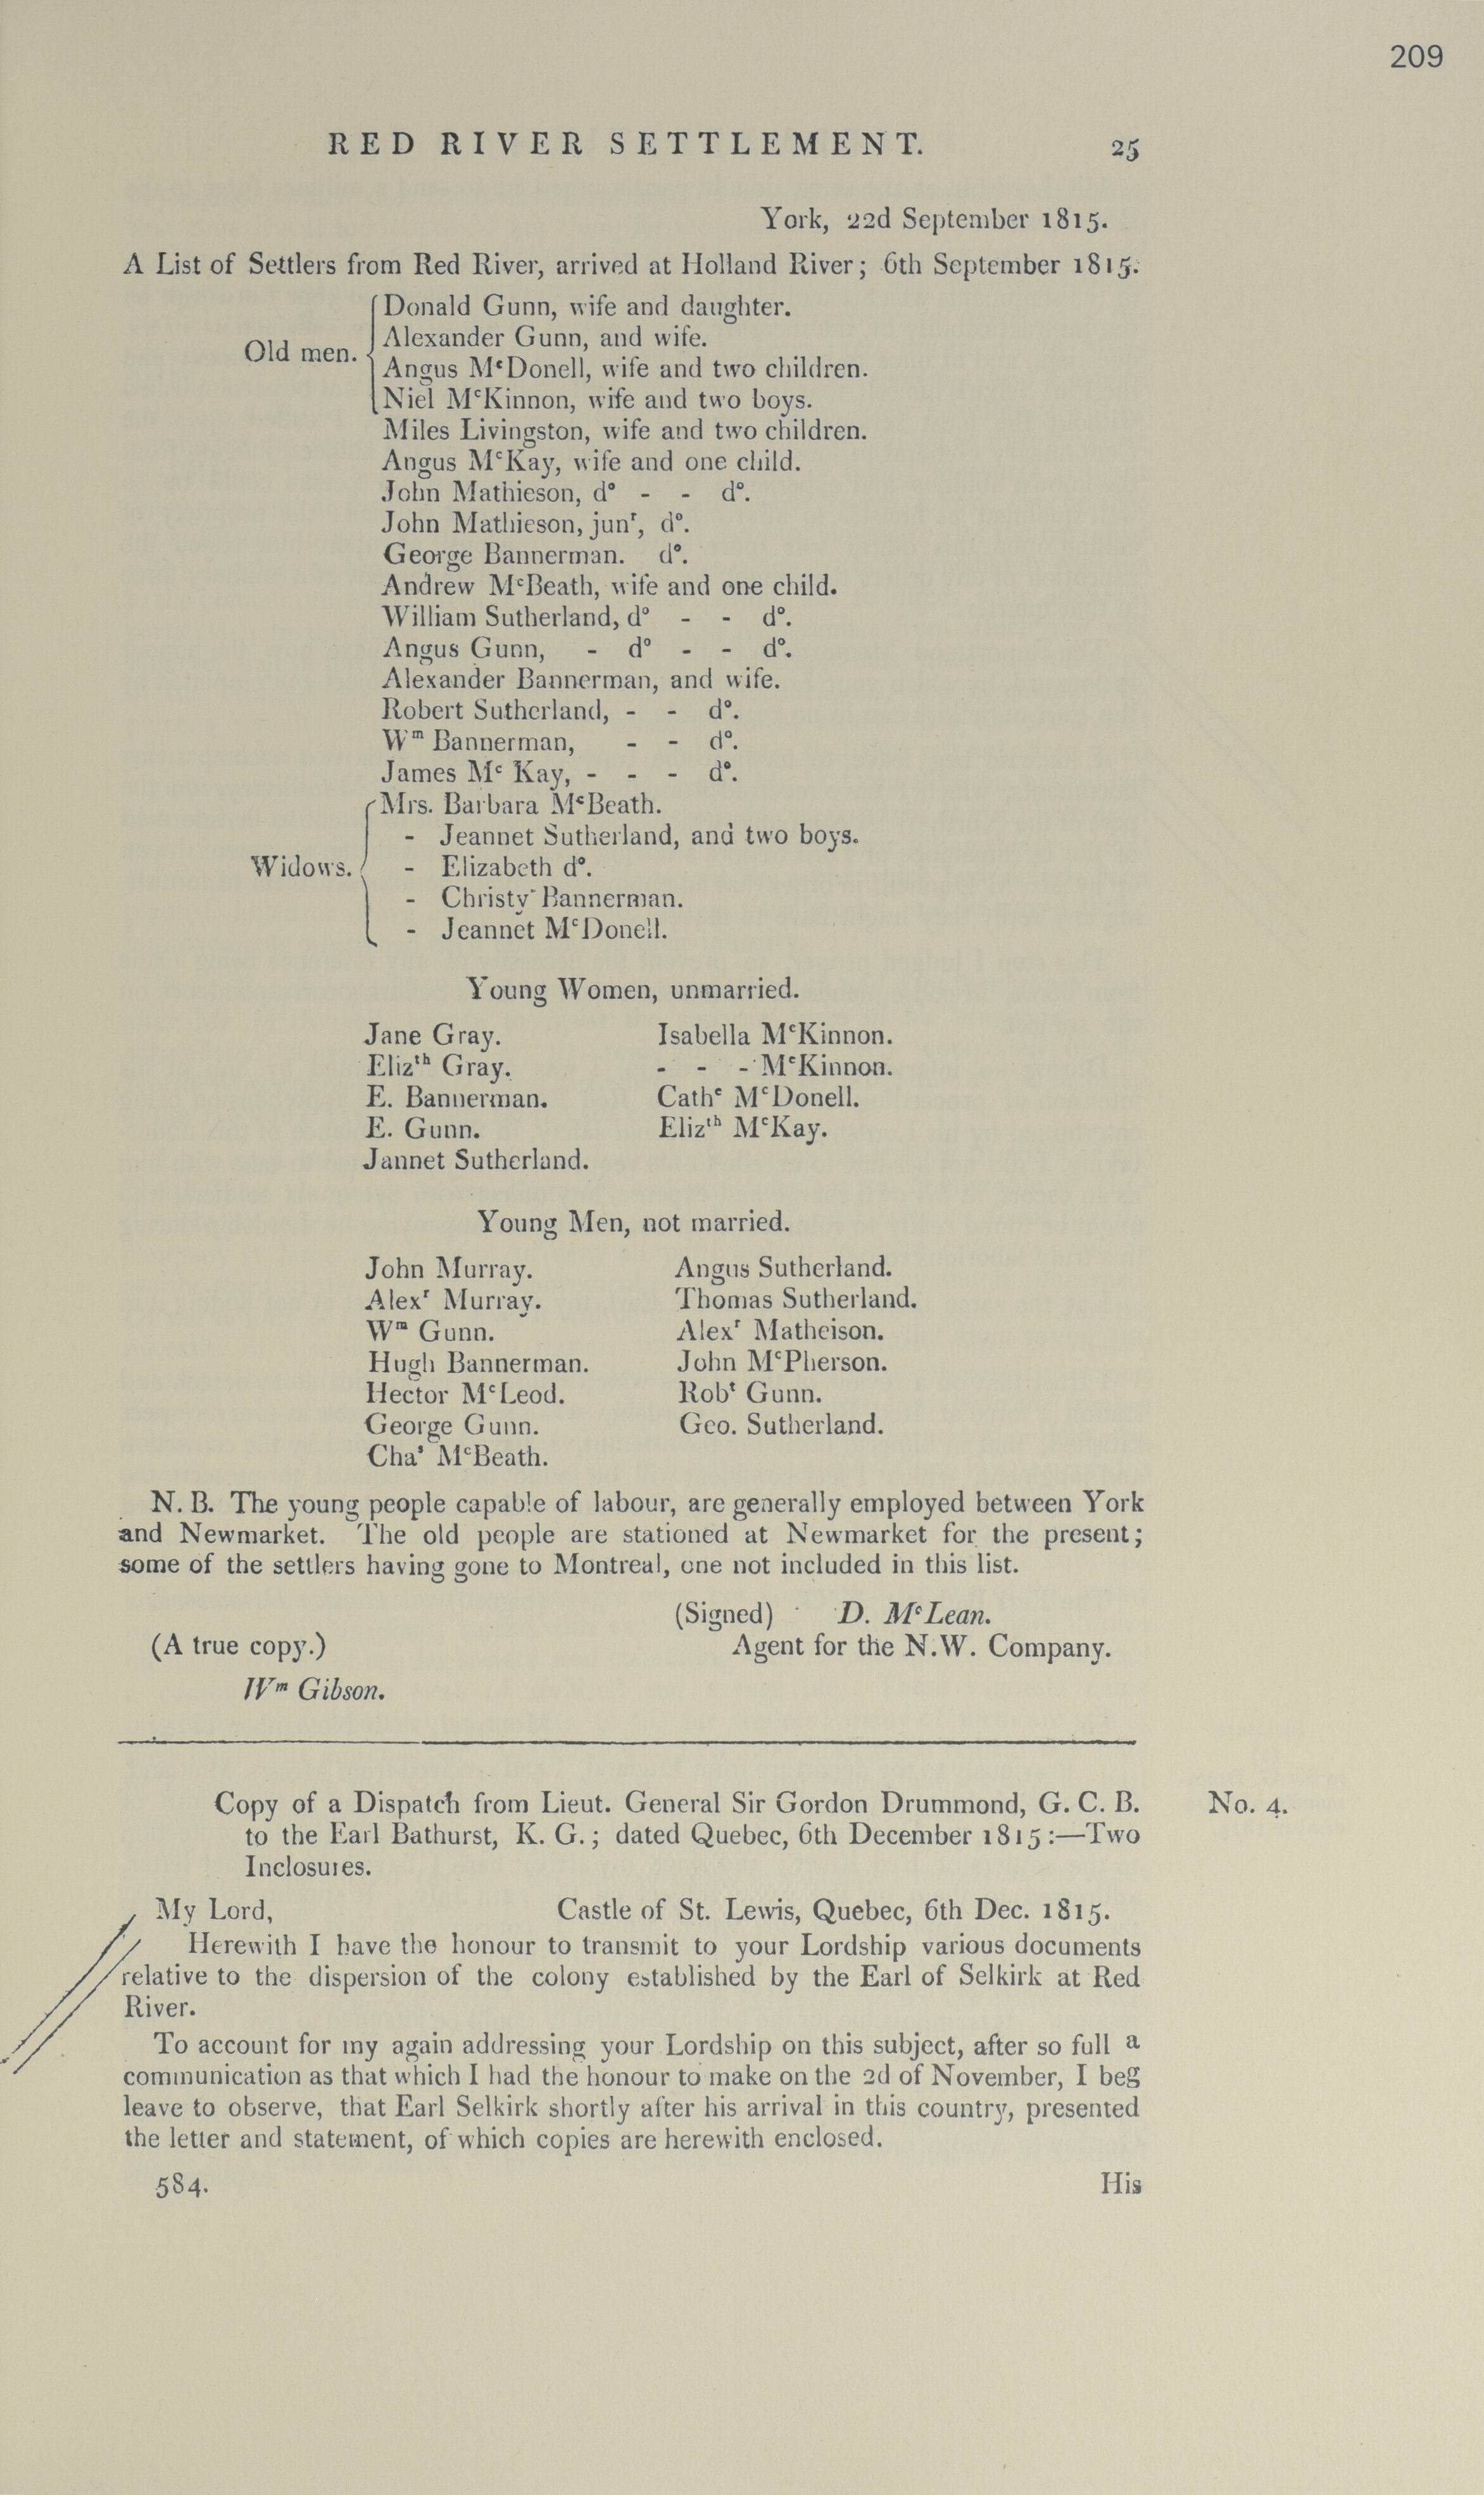 209
RED RIVER SETTLEMENT. 25
York, 22d September 1815.
A List of Settlers from Red River, arrived at Holland River; 6th September 1815.
Donald Gunn, wife and daughter.
Alexander Gunn, and wife.
Old men.
Angus McDonell, wife and two children.
Niel McKinnon, wife and two boys.
Miles Livingston, wife and two children.
Angus McKay, wife and one child.
John Mathieson, do - - do.
John Mathieson, junr, do.
George Bannerman. do.
Andrew McBeath, wife and one child.
William Sutherland, do - - do.
Angus Gunn, - do - - do.
Alexander Bannerman, and wife.
Robert Sutherland, - - do.
Wm Bannerman, - - do.
James Mc Kay, - - - do.
Mrs. Barbara McBeath.
- Jeannet Sutherland, and two boys.
Widows. - Elizabeth do.
- Christy Bannerman.
- Jeannet McDonell.
Young Women, unmarried.
Jane Gray. Isabella McKinnon.
Elizth Gray. - - - McKinnon.
E. Bannerman. Cathe McDonell.
E. Gunn. Elizth McKay.
Jannet Sutherland.
Young Men, not married.
John Murray. Angus Sutherland.
Alexr Murray. Thomas Sutherland.
Wm Gunn. Alexr Matheison.
Hugh Bannerman. John McPherson.
Hector McLeod. Robt Gunn.
George Gunn. Geo. Sutherland.
Chas McBeath.
N. B. The young people capable of labour, are generally employed between York
and Newmarket. The old people are stationed at Newmarket for the present;
some of the settlers having gone to Montreal, one not included in this list.
(Signed) D. McLean.
(A true copy.) Agent for the N.W. Company.
Wm Gibson.
Copy of a Dispatch from Lieut. General Sir Gordon Drummond, G. C. B. No. 4.
to the Earl Bathurst, K. G.; dated Quebec, 6th December 1815:—Two
Inclosures.
My Lord, Castle of St. Lewis, Quebec, 6th Dec. 1815.
Herewith I have the honour to transmit to your Lordship various documents
relative to the dispersion of the colony established by the Earl of Selkirk at Red
River.
To account for my again addressing your Lordship on this subject, after so full a
communication as that which I had the honour to make on the 2d of November, I beg
leave to observe, that Earl Selkirk shortly after his arrival in this country, presented
the letter and statement, of which copies are herewith enclosed.
584. His